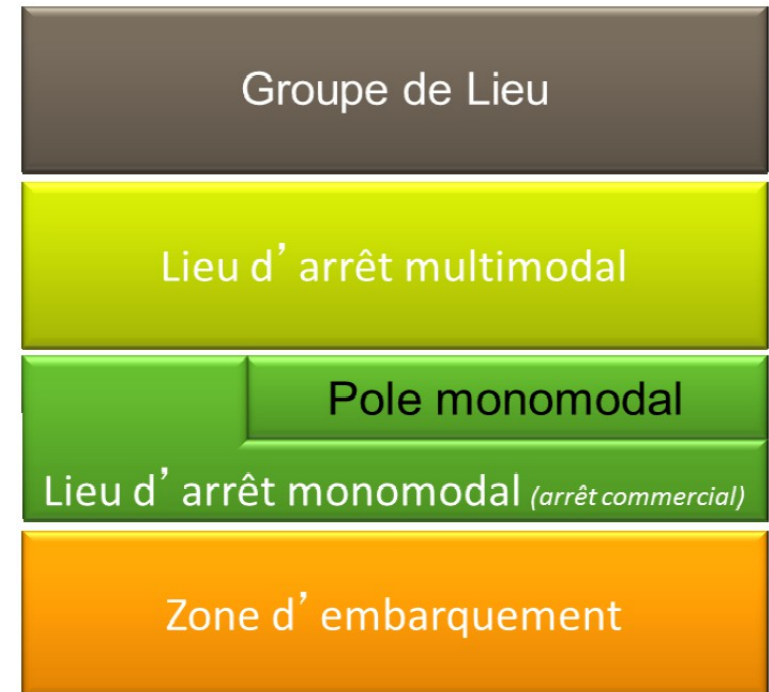 Groupe de Lieu
Lieu d’ arrêt multimodal
Pole monomodal
Lieu d’ arrêt monomodal (arrêt commercial)
Zone d’ embarquement